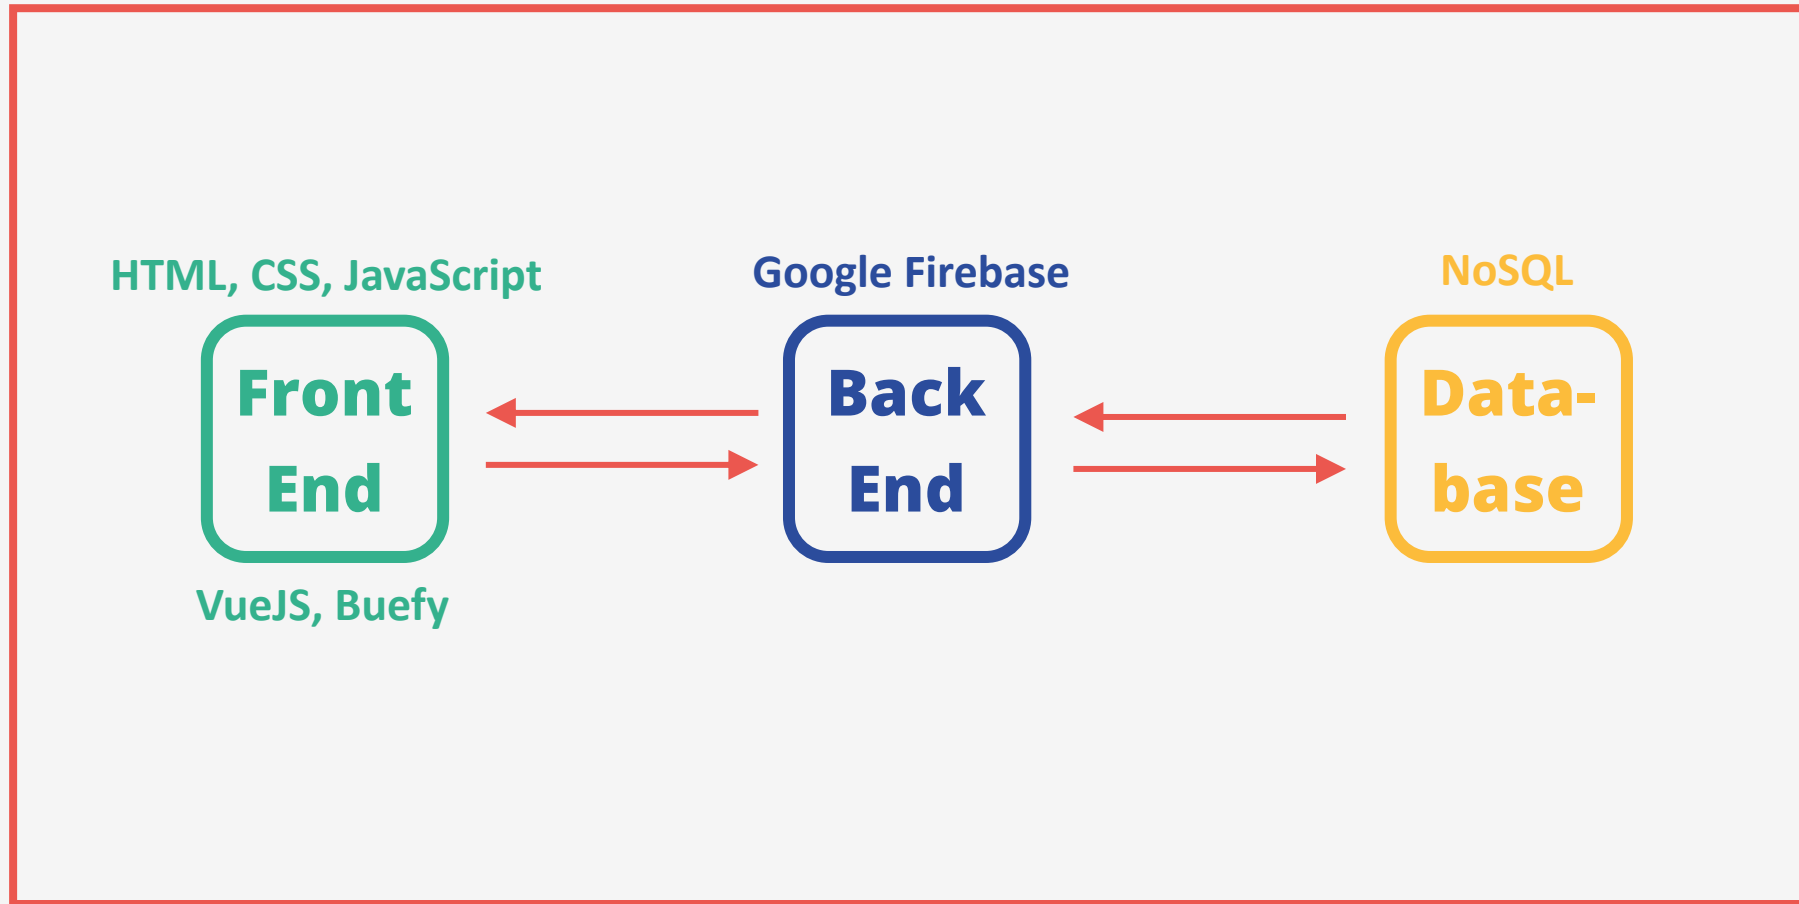 HTML, CSS, JavaScript
Front
End
VueJS, Buefy
Google Firebase
Back
End
NoSQL
Data-
base